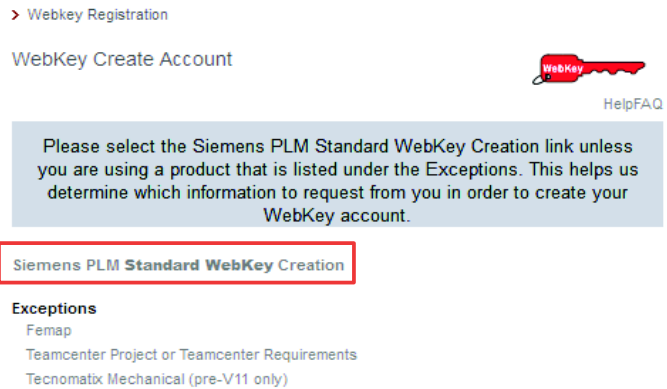 > Webkey Registration
WebKey Create Account
WebKey
HelpFAQ
Please select the Siemens PLM Standard WebKey Creation link unless
you are using a product that is listed under the Exceptions. This helps us
determine which information to request from you in order to create your
WebKey account.
Siemens PLM Standard WebKey Creation
Exceptions
Femap
Teamcenter Project or Teamcenter Requirements
Tecnomatix Mechanical (pre-V11 only)